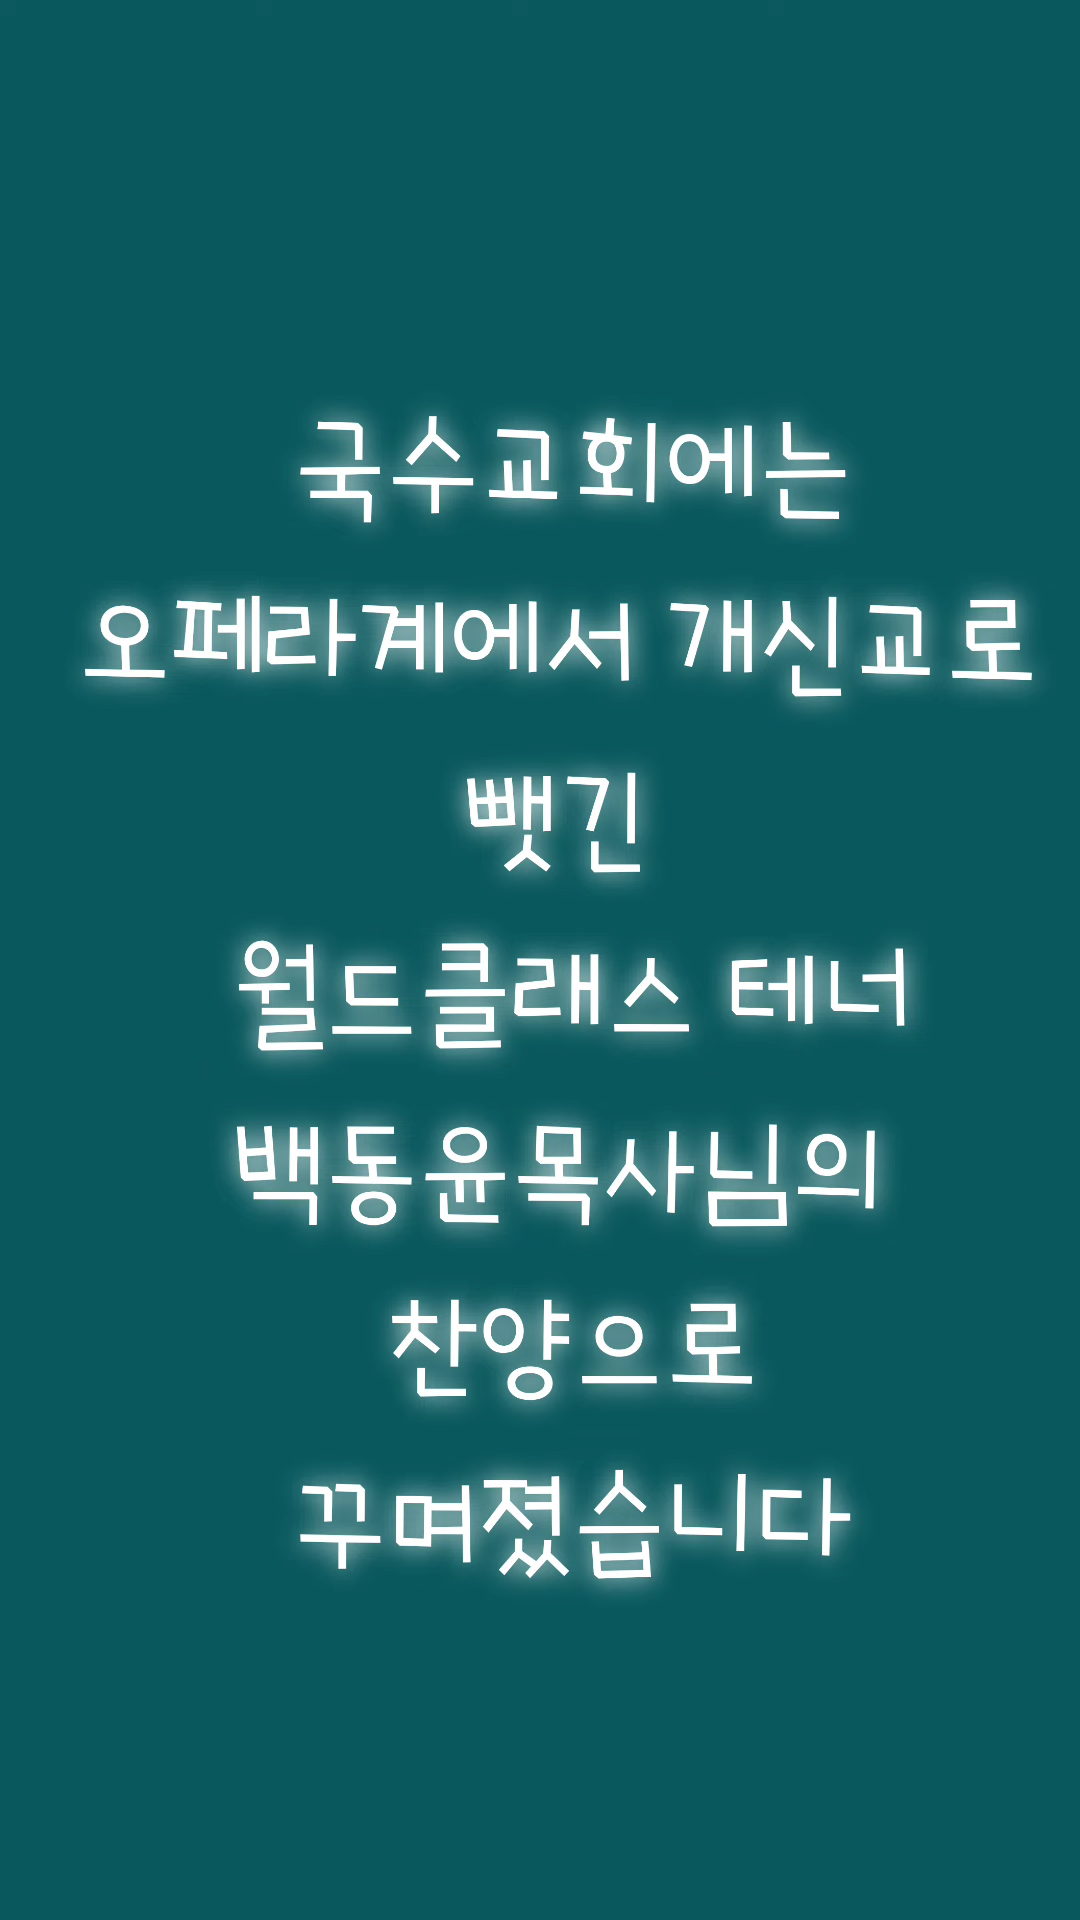 국수교회에는
오페라계에서 개신교로
뺏긴
월드클래스 테너
백동윤목사님의
찬양으로
꾸며졌습니다